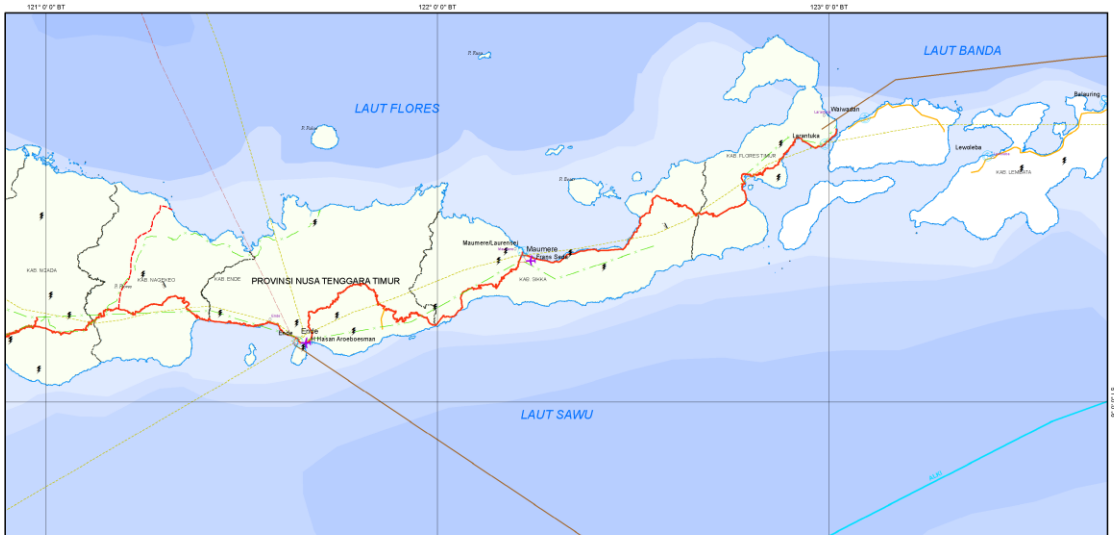 121° 0' 0" BT
122° 0' 0" BT
123° 0' 0" BT
LAUT BANDA
LAUT FLORES
Balauring
Waiwadan
Larantuka
Lewoleba
KAB. FLORES TIMUR
KAB. LEMBATA
Maumere/Laurensei
Maumere
Frans Seda
KAB. SIKKA
KAB. NGADA
KAB. NAGEKEO
KAB. ENDE
PROVINSI NUSA TENGGARA TIMUR
Ende
Ende
H Hasan Aroeboesman
LAUT SAWU